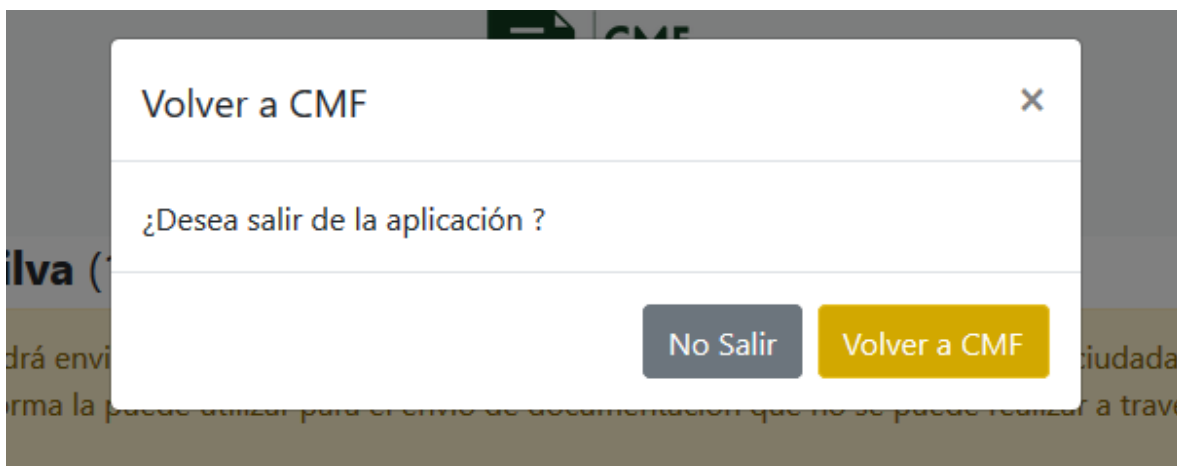 CMF
Volver a CMF
×
¿Desea salir de la aplicación ?
ilva (
No Salir
Volver a CMF
drá envi
ciudada
orma la puede utilizar para el envío de documentación que no se puede realizar a trav